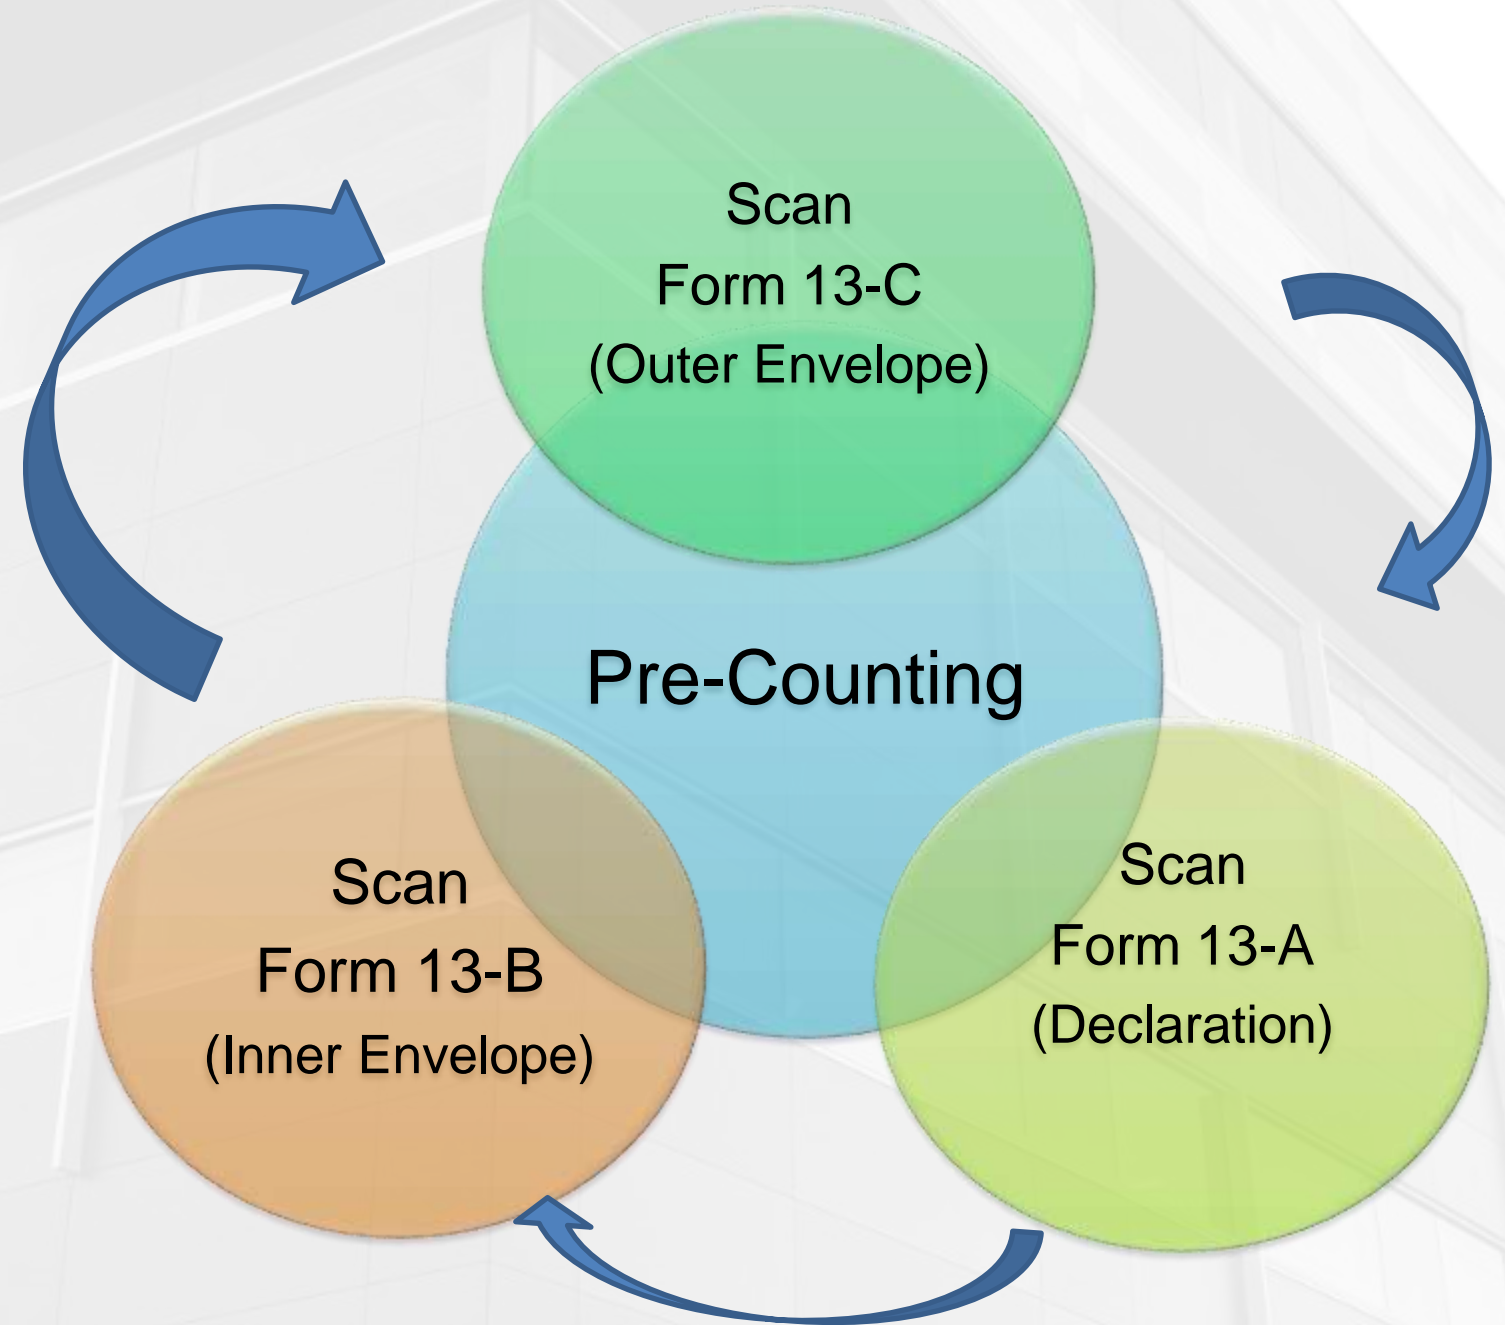 Scan
Form 13-C
(Outer Envelope)
Pre-Counting
Scan
Form 13-B
(Inner Envelope)
Scan
Form 13-A
(Declaration)